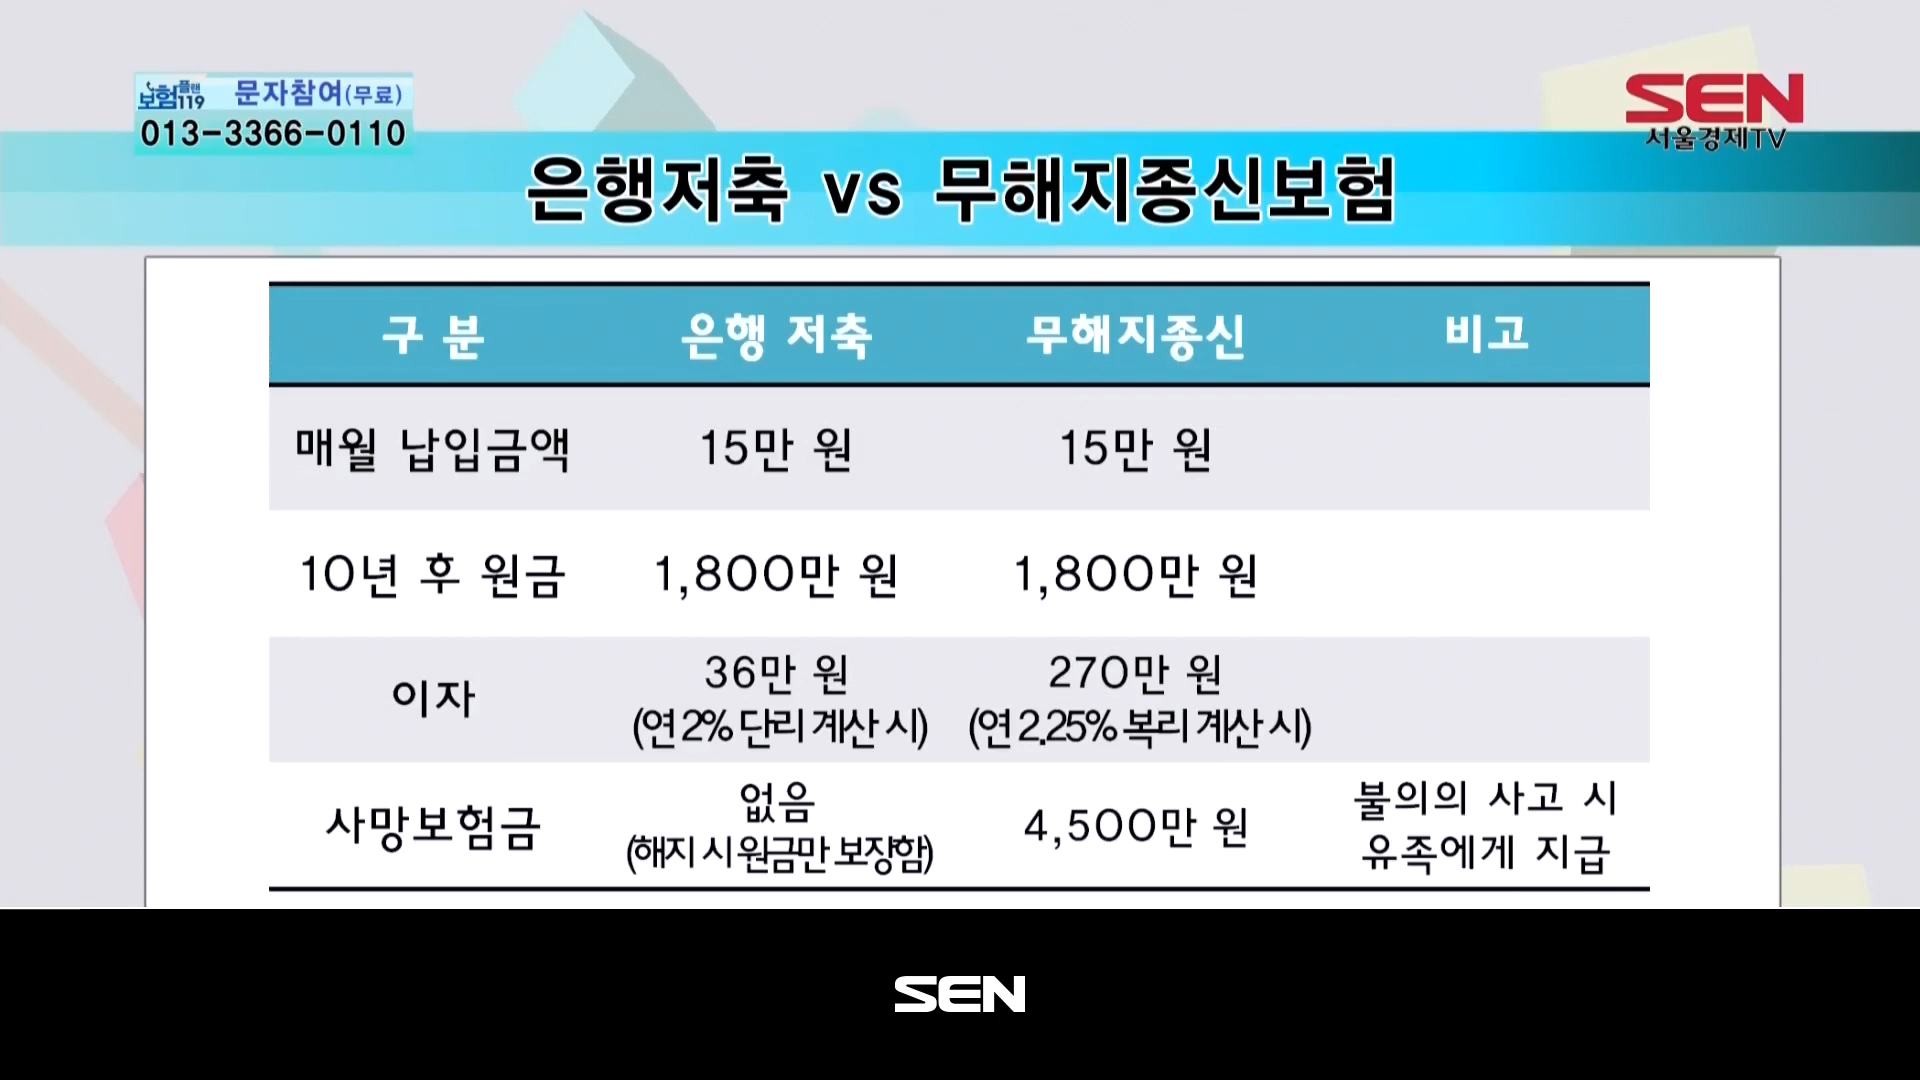 보험플랜119 문자참여(무료)
013-3366-0110
SEN
서울경제TV
은행저축 vs 무해지종신보험
구 분 은행 저축 무해지종신 비고
매월 납입금액 15만 원 15만 원
10년 후 원금 1,800만 원 1,800만 원
이자 36만 원 270만 원
(연 2% 단리 계산 시) (연 2.25% 복리 계산 시)
사망보험금 없음 4,500만 원 불의의 사고 시
(해지 시 원금만 보장함) 유족에게 지급
SEN